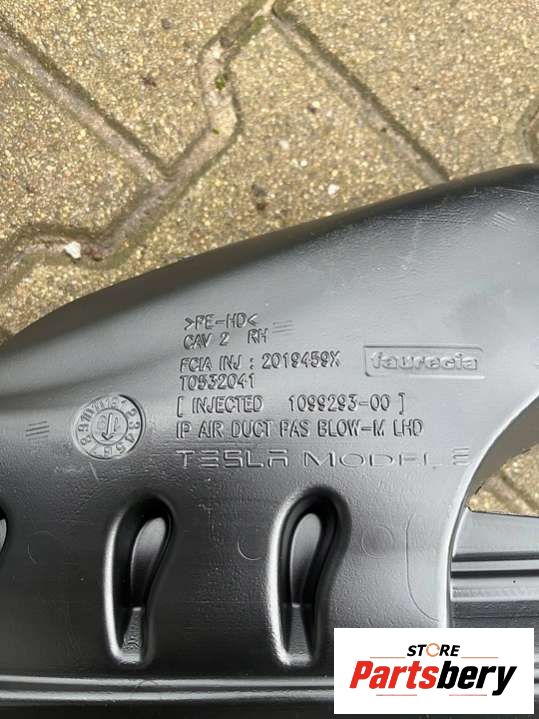 >PE-HD<
CAV 2 RH
FCIA INJ : 2019459X
faurecia
T0532041
[ INJECTED 1099293-00 ]
IP AIR DUCT PAS BLOW-M LHD
TESLA MODEL
STORE
Partsbery